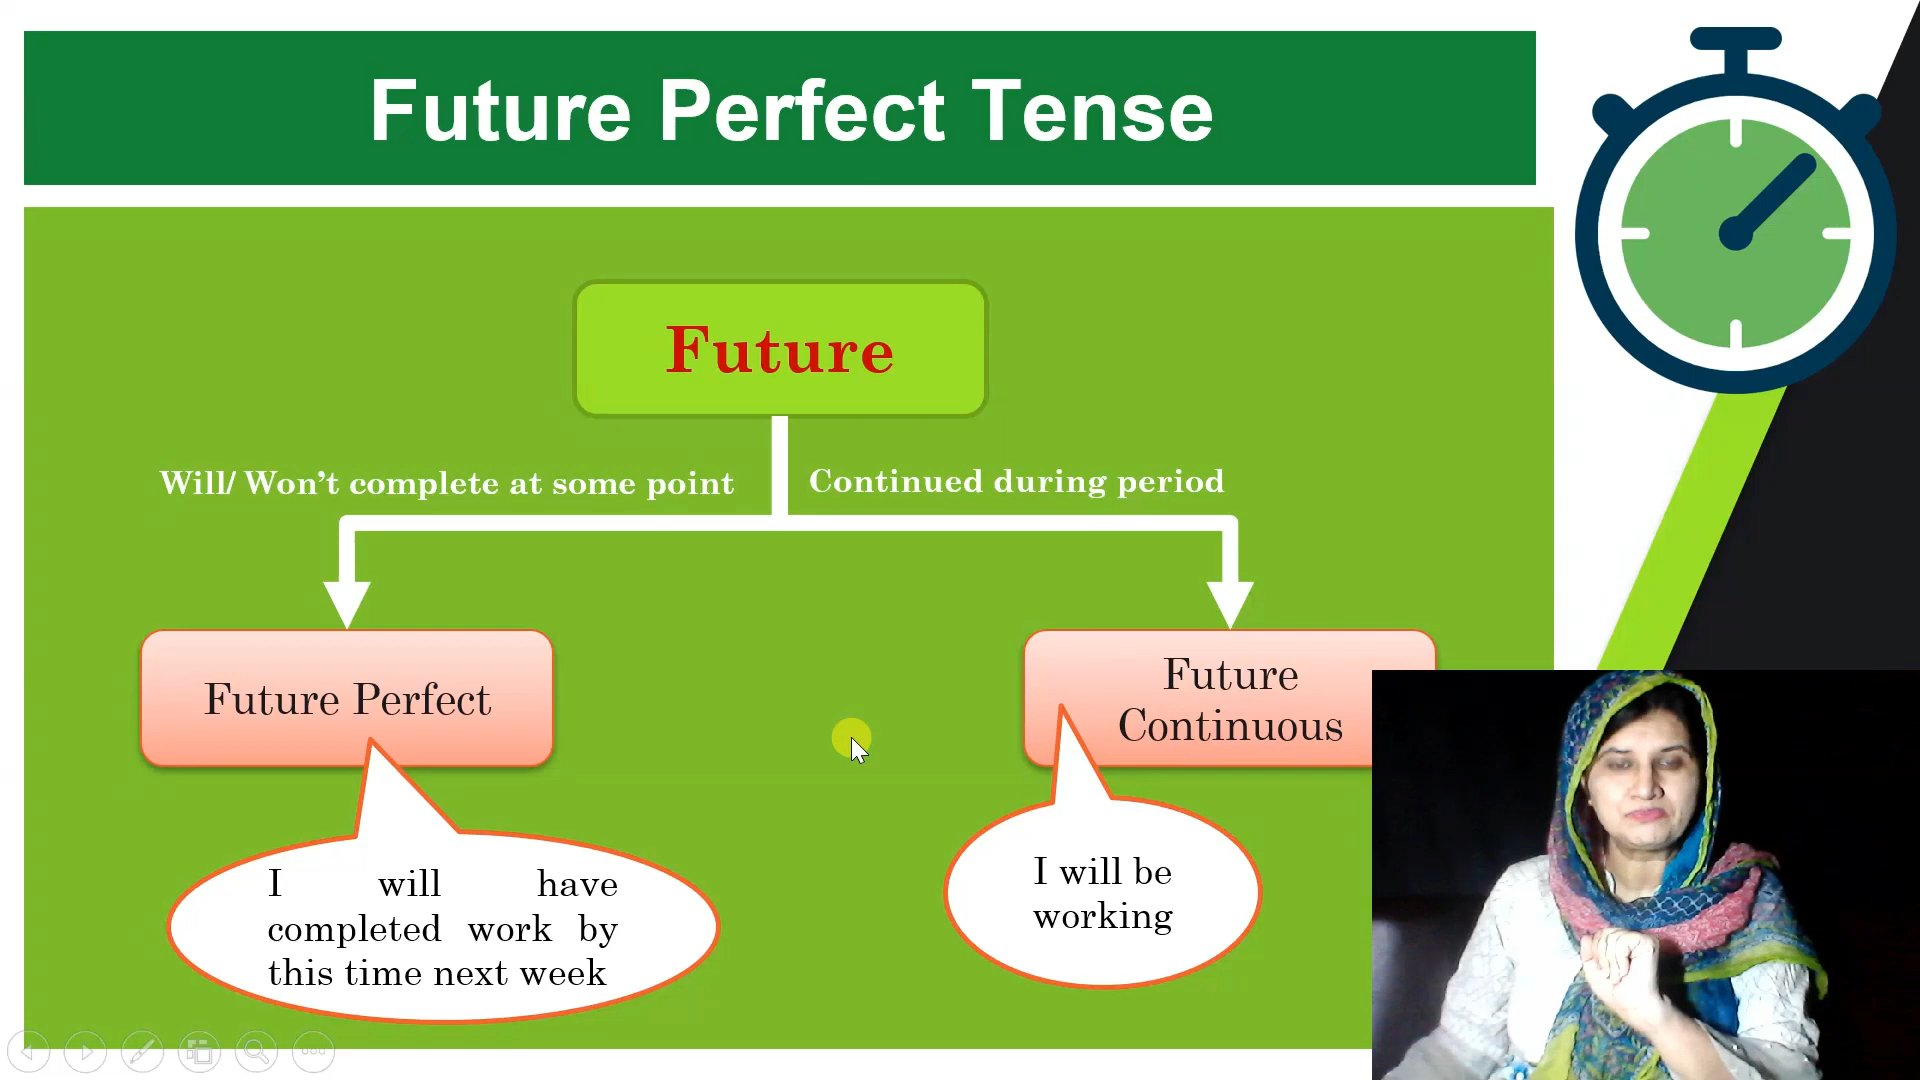 Future Perfect Tense
Future
Will/ Won’t complete at some point
Continued during period
Future Perfect
Future
Continuous
I will have
completed work by
this time next week
I will be
working